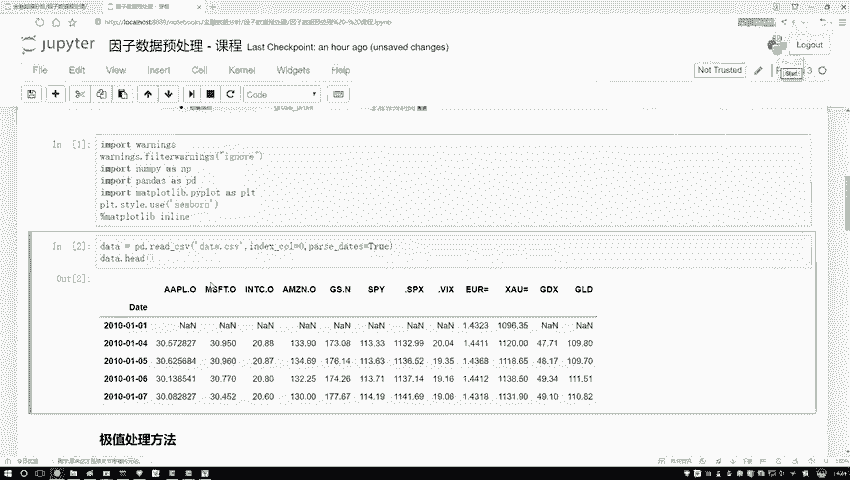 http://localhost:8889/notebooks/
jupyter 因子数据预处理 - 课程 Last Checkpoint: an hour ago (unsaved changes)
Logout
File Edit View Insert Cell Kernel Widgets Help
Not Trusted
3
Start
Code
In [1]: import warnings
warnings.filterwarnings("ignore")
import numpy as np
import pandas as pd
import matplotlib.pyplot as plt
plt.style.use('seaborn')
%matplotlib inline
In [2]: data = pd.read_csv('data.csv',index_col=0,parse_dates=True)
data.head()
Out[2]:
AAPL.O MSFT.O INTC.O AMZN.O GS.N SPY .SPX .VIX EUR= XAU= GDX GLD
Date
2010-01-01 NaN NaN NaN NaN NaN NaN NaN NaN 1.4323 1096.35 NaN NaN
2010-01-04 30.572827 30.950 20.88 133.90 173.08 113.33 1132.99 20.04 1.4411 1120.00 47.71 109.80
2010-01-05 30.625684 30.960 20.87 134.69 176.14 113.63 1136.52 19.35 1.4368 1118.65 48.17 109.70
2010-01-06 30.138541 30.770 20.80 132.25 174.26 113.71 1137.14 19.16 1.4412 1138.50 49.34 111.51
2010-01-07 30.082827 30.452 20.60 130.00 177.67 114.19 1141.69 19.06 1.4318 1131.90 49.10 110.82
极值处理方法